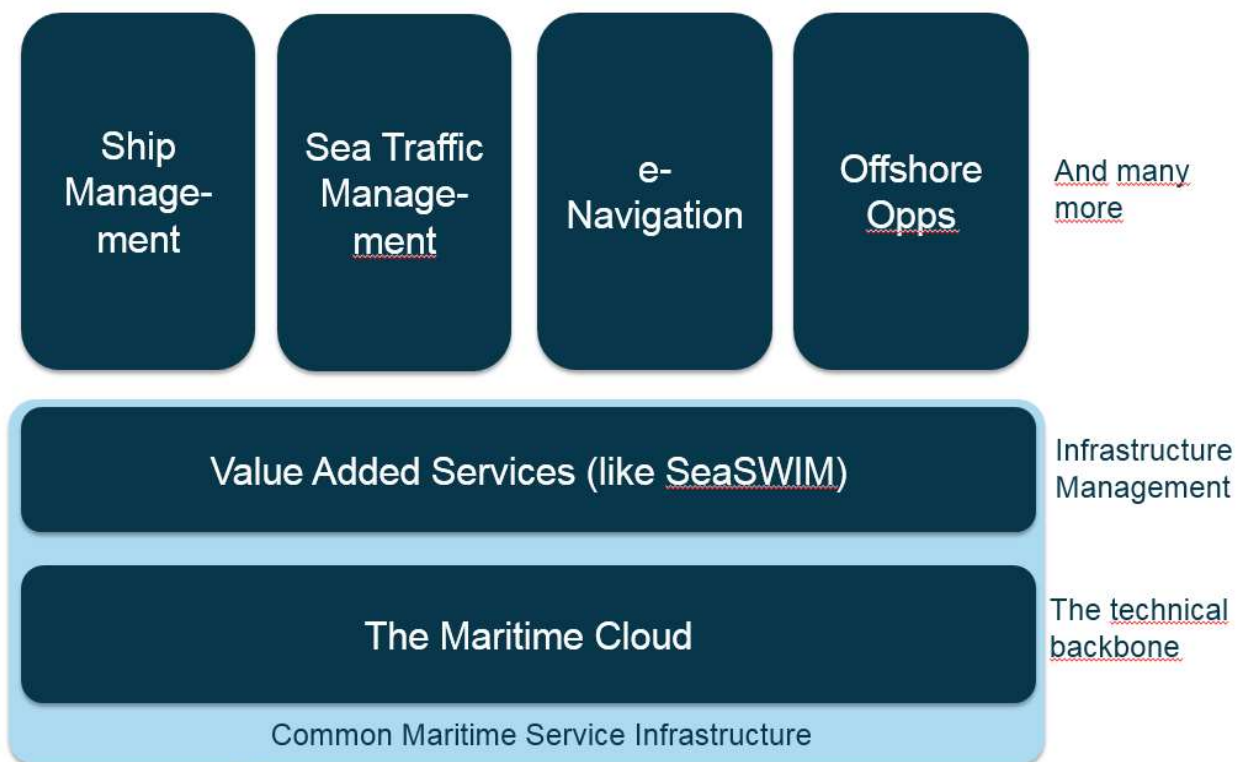 Ship
Manage-
ment
Sea Traffic
Manage-
ment
e-
Navigation
Offshore
Opps
And many
more
Value Added Services (like SeaSWIM)
Infrastructure
Management
The Maritime Cloud
The technical
backbone
Common Maritime Service Infrastructure